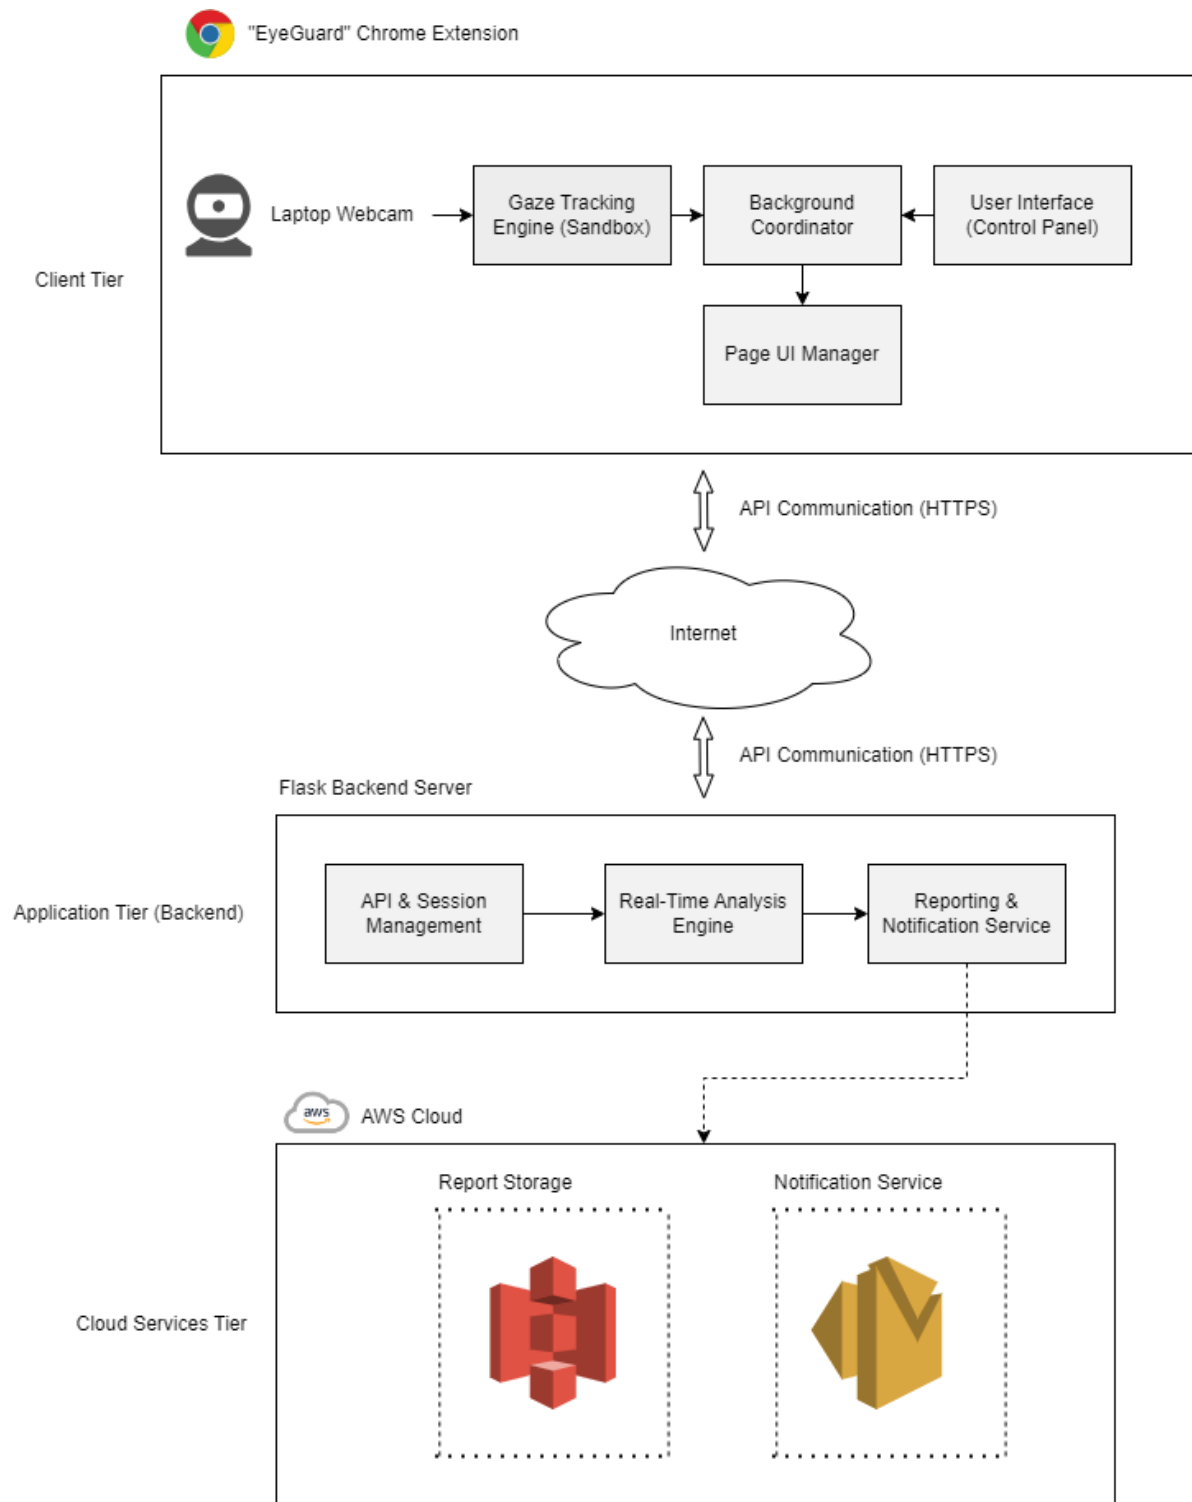 "EyeGuard" Chrome Extension
Laptop Webcam
Gaze Tracking
Engine (Sandbox)
Background
Coordinator
User Interface
(Control Panel)
Client Tier
Page UI Manager
API Communication (HTTPS)
Internet
API Communication (HTTPS)
Flask Backend Server
Application Tier (Backend)
API & Session
Management
Real-Time Analysis
Engine
Reporting &
Notification Service
aws
AWS Cloud
Report Storage
Notification Service
Cloud Services Tier